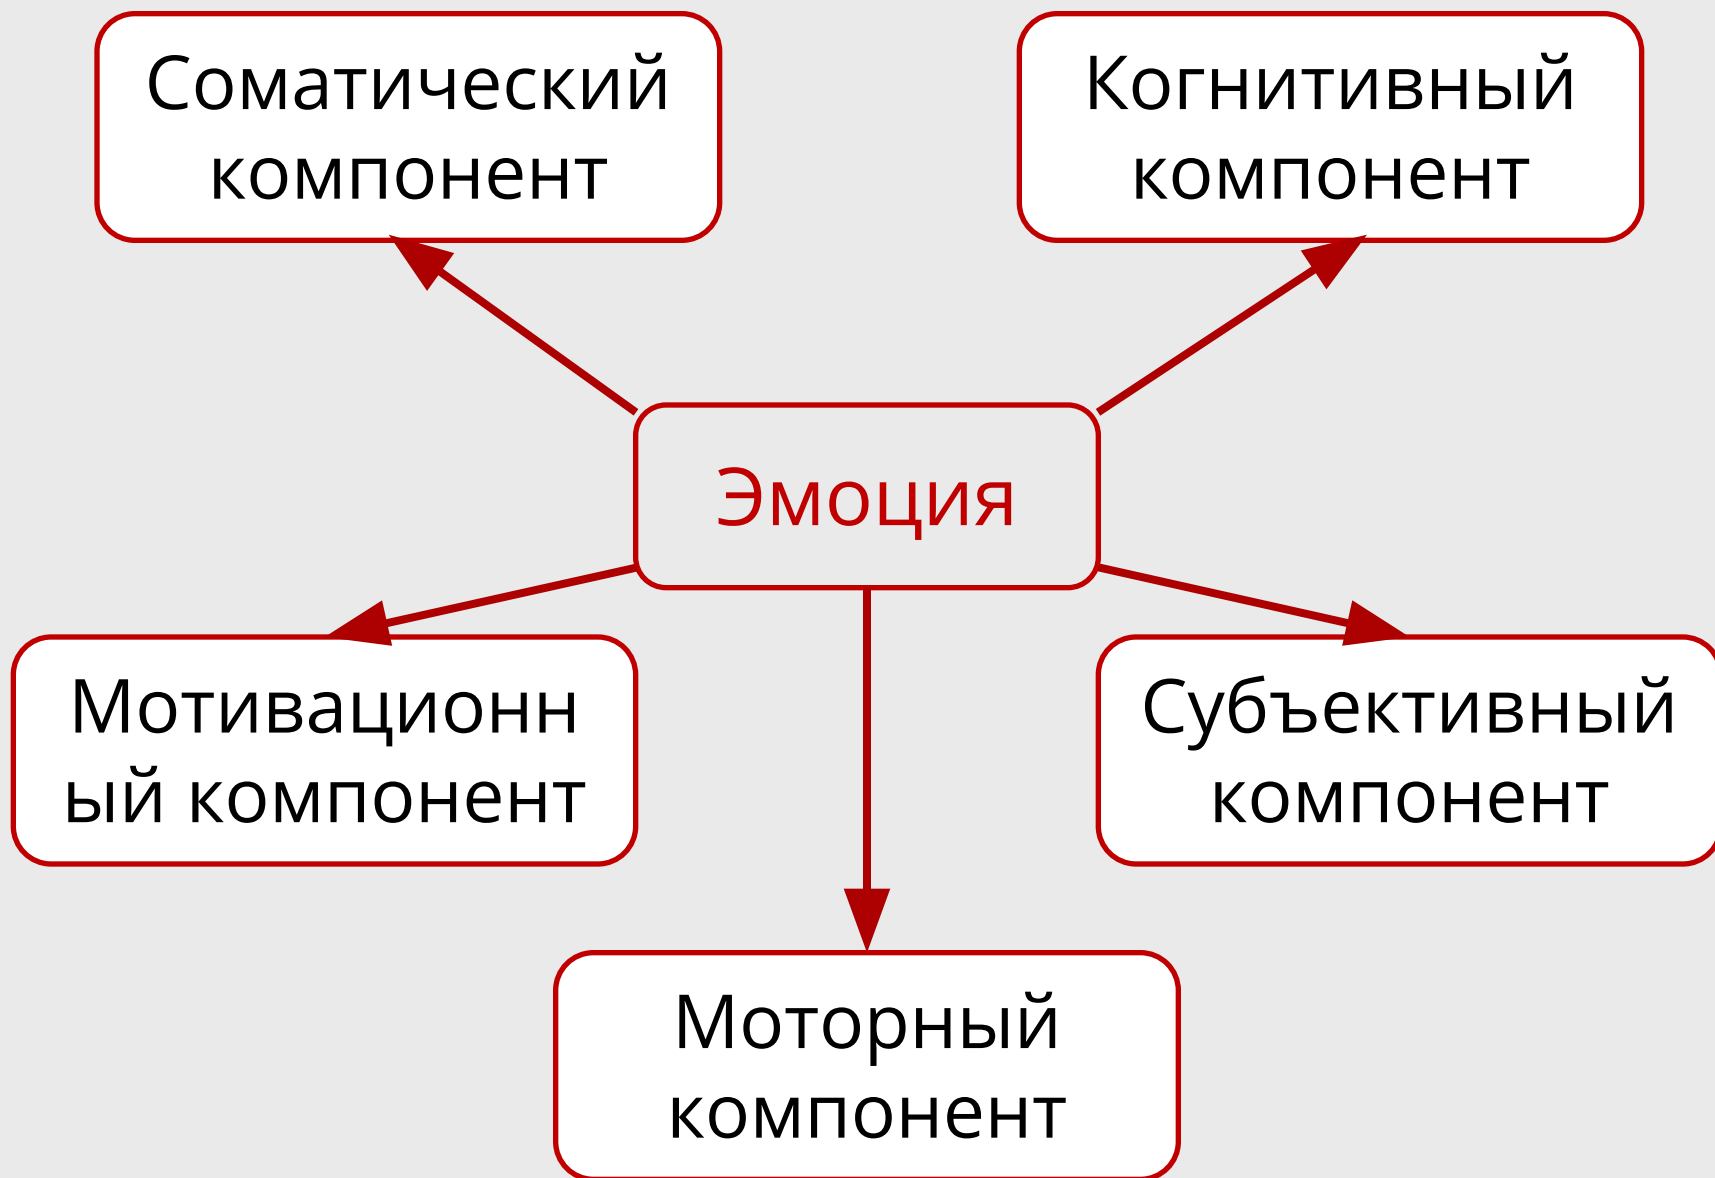 Соматический
компонент
Когнитивный
компонент
Эмоция
Мотивационн
ый компонент
Субъективный
компонент
Моторный
компонент